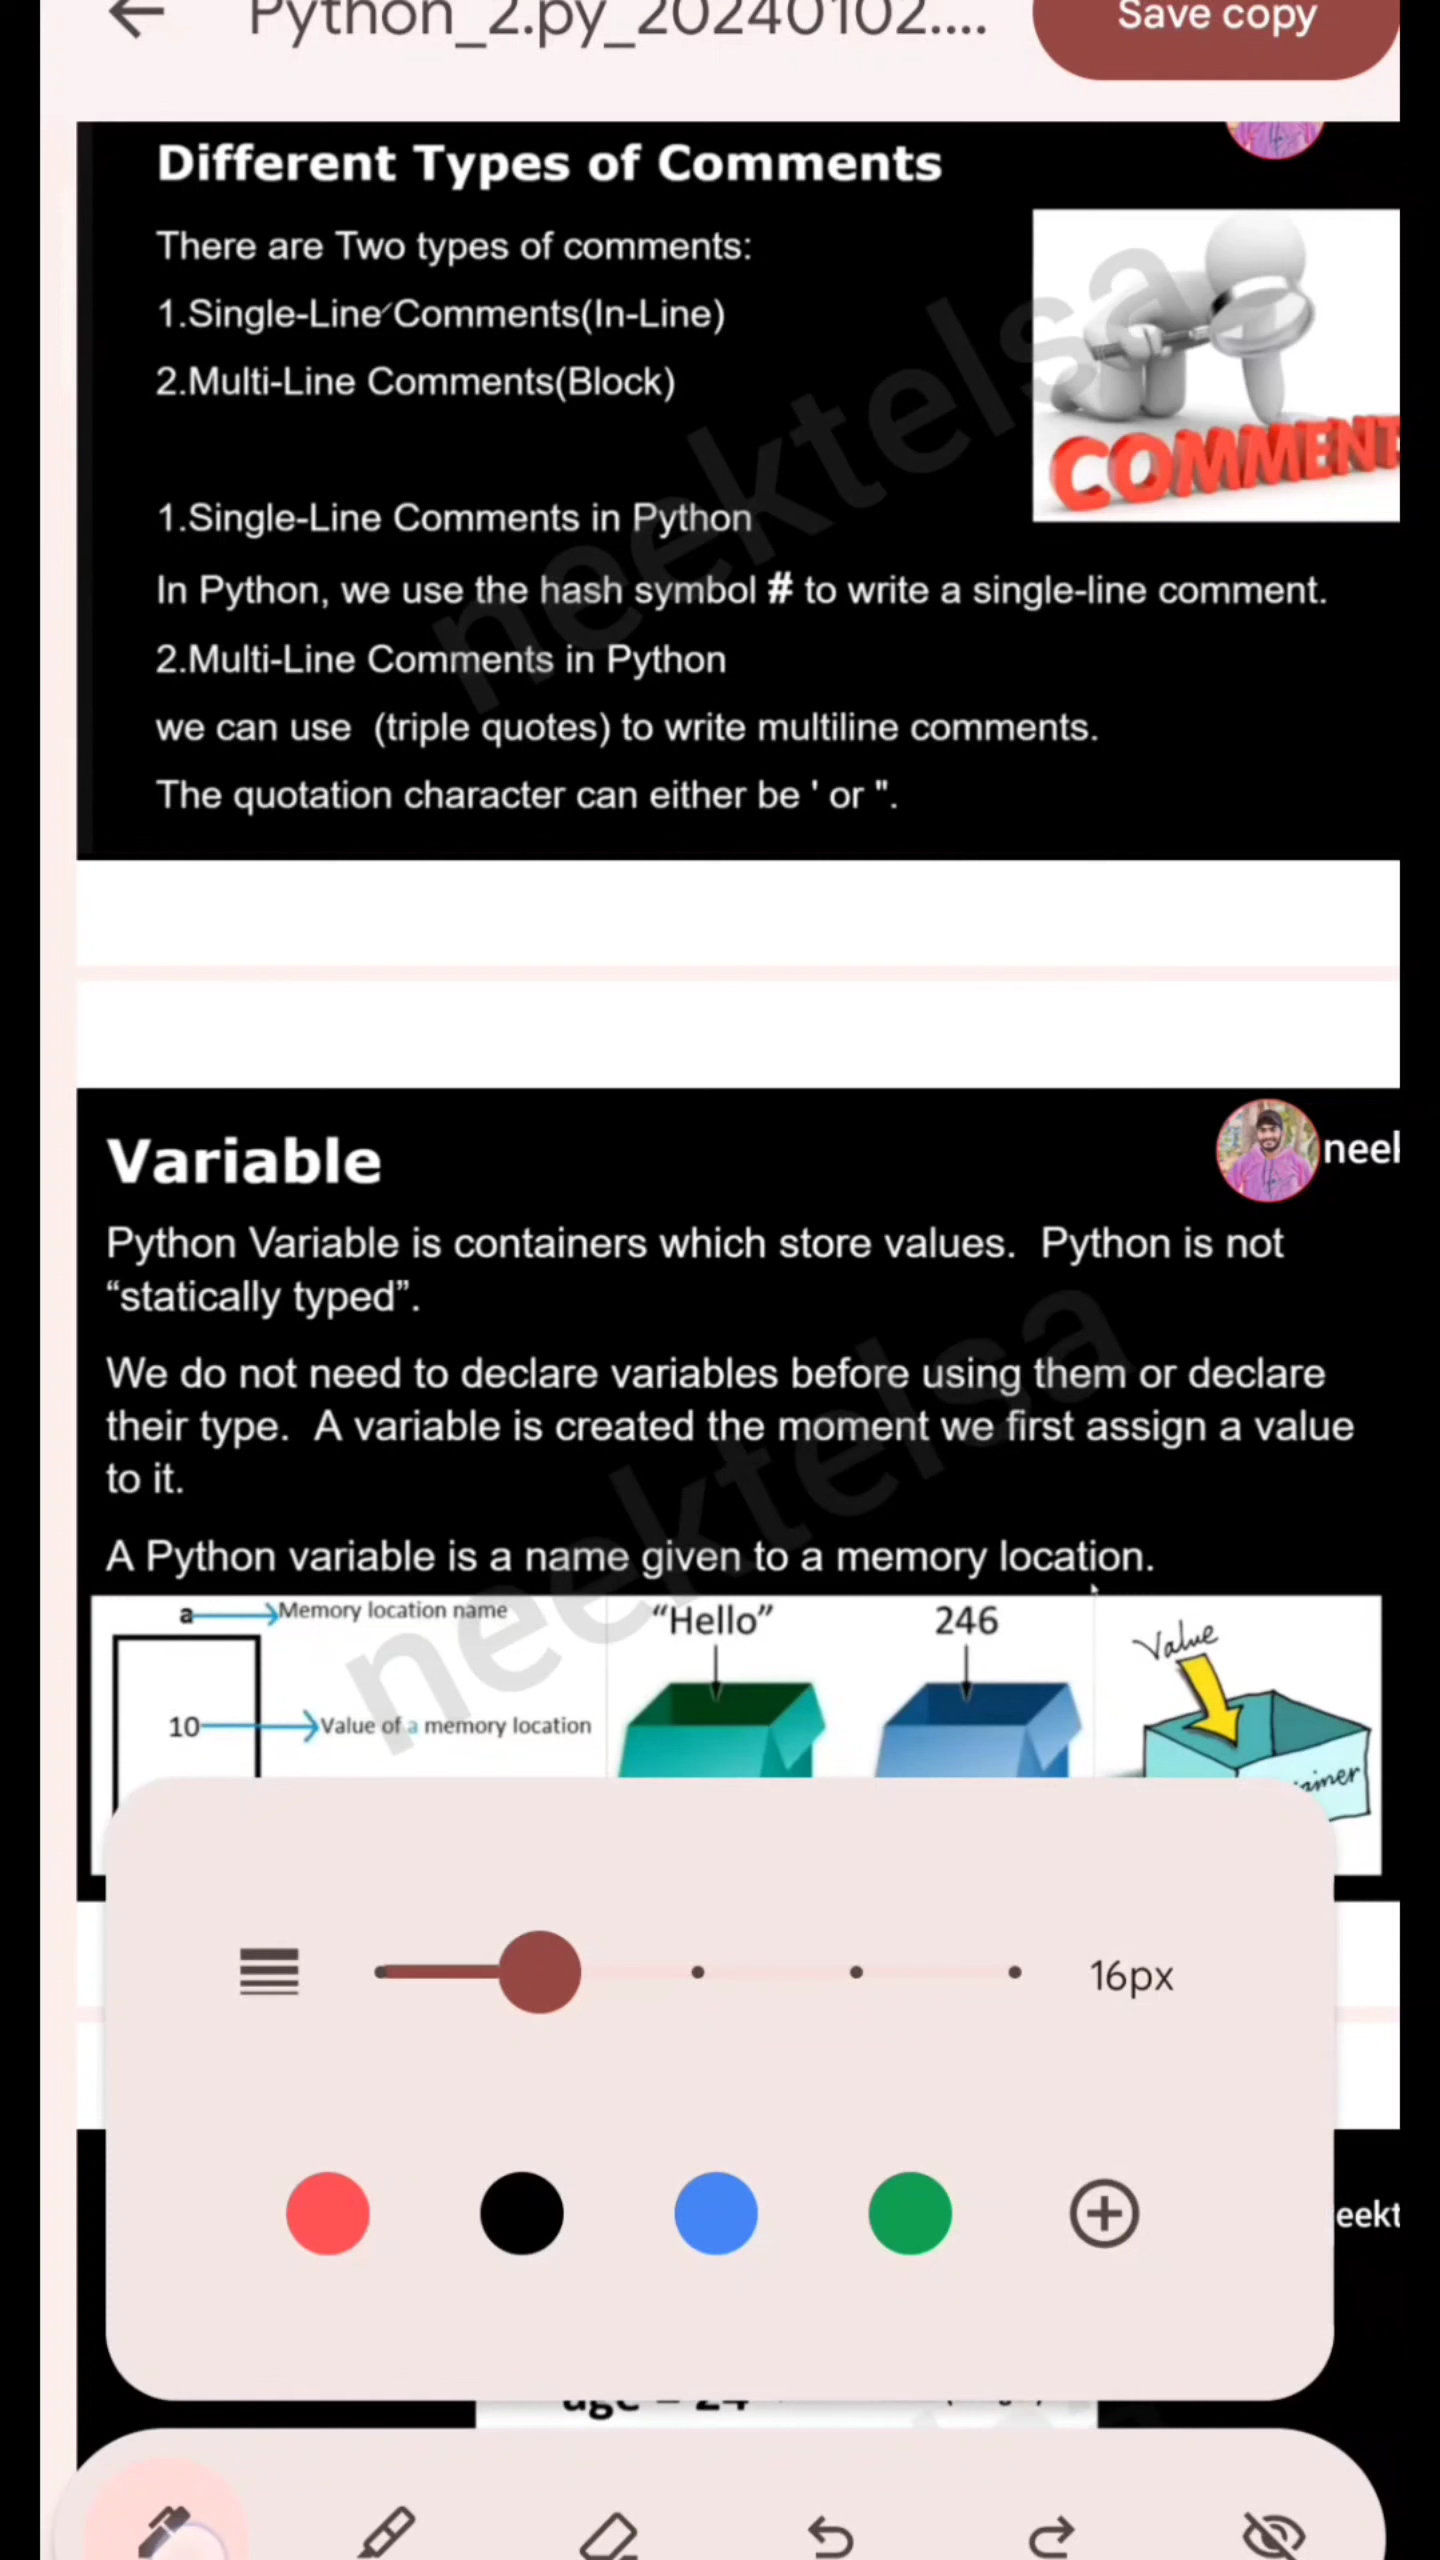 Python_2.py_20240102....
Save copy
Different Types of Comments
There are Two types of comments:
1.Single-Line Comments(In-Line)
2.Multi-Line Comments(Block)
COMMENT
1.Single-Line Comments in Python
In Python, we use the hash symbol # to write a single-line comment.
2.Multi-Line Comments in Python
we can use (triple quotes) to write multiline comments.
The quotation character can either be ' or ".
neektelsa
Variable
neek
Python Variable is containers which store values. Python is not
“statically typed”.
We do not need to declare variables before using them or declare
their type. A variable is created the moment we first assign a value
to it.
A Python variable is a name given to a memory location.
neektelsa
a
Memory location name
“Hello”
246
Value
10
Value of a memory location
16px
eekt
age = 24